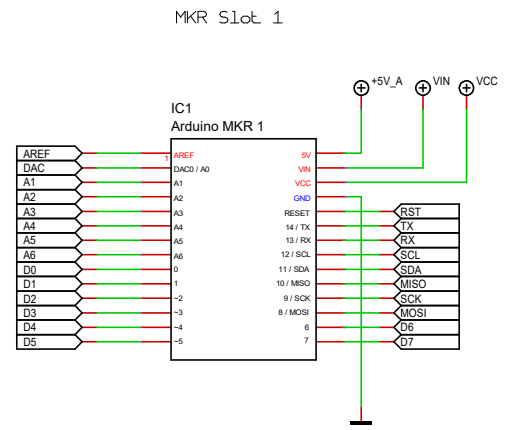 MKR Slot 1
+5V_A VIN VCC
IC1
Arduino MKR 1
AREF 1 AREF 5V
DAC DAC0 / A0 VIN
A1 A1 VCC
A2 A2 GND
A3 A3 RESET RST
A4 A4 14 / TX TX
A5 A5 13 / RX RX
A6 A6 12 / SCL SCL
D0 0 11 / SDA SDA
D1 1 10 / MISO MISO
D2 ~2 9 / SCK SCK
D3 ~3 8 / MOSI MOSI
D4 ~4 6 D6
D5 ~5 7 D7